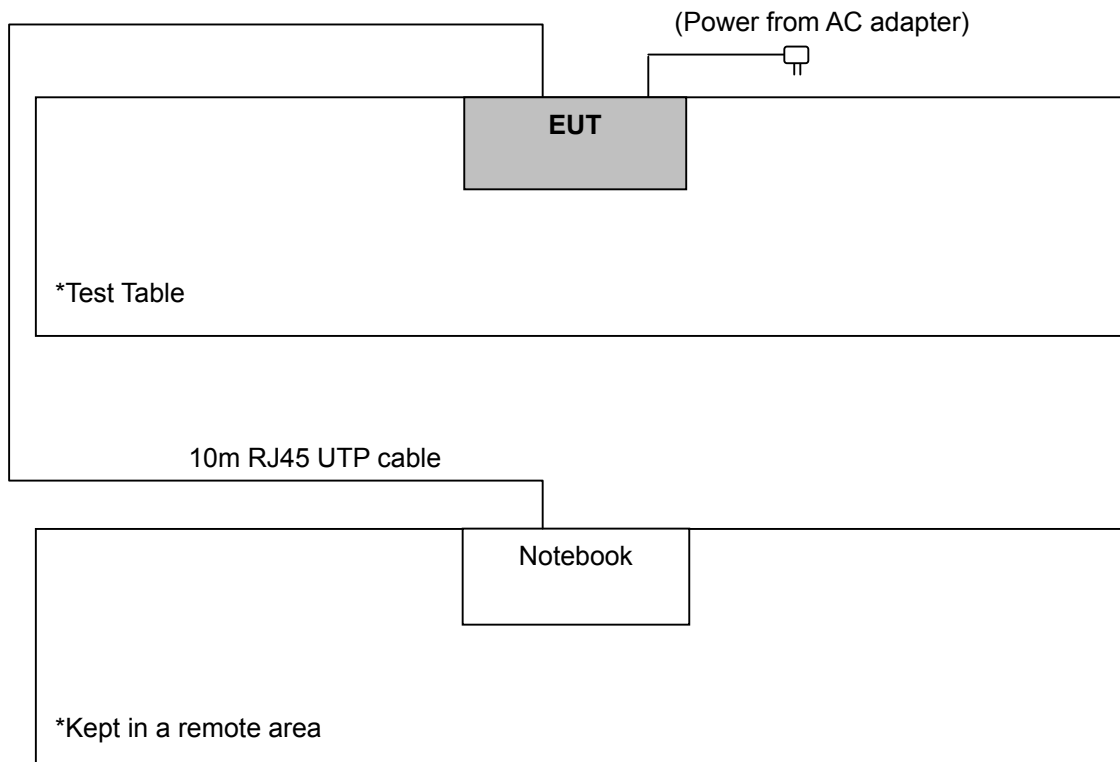 (Power from AC adapter)
EUT
*Test Table
10m RJ45 UTP cable
Notebook
*Kept in a remote area